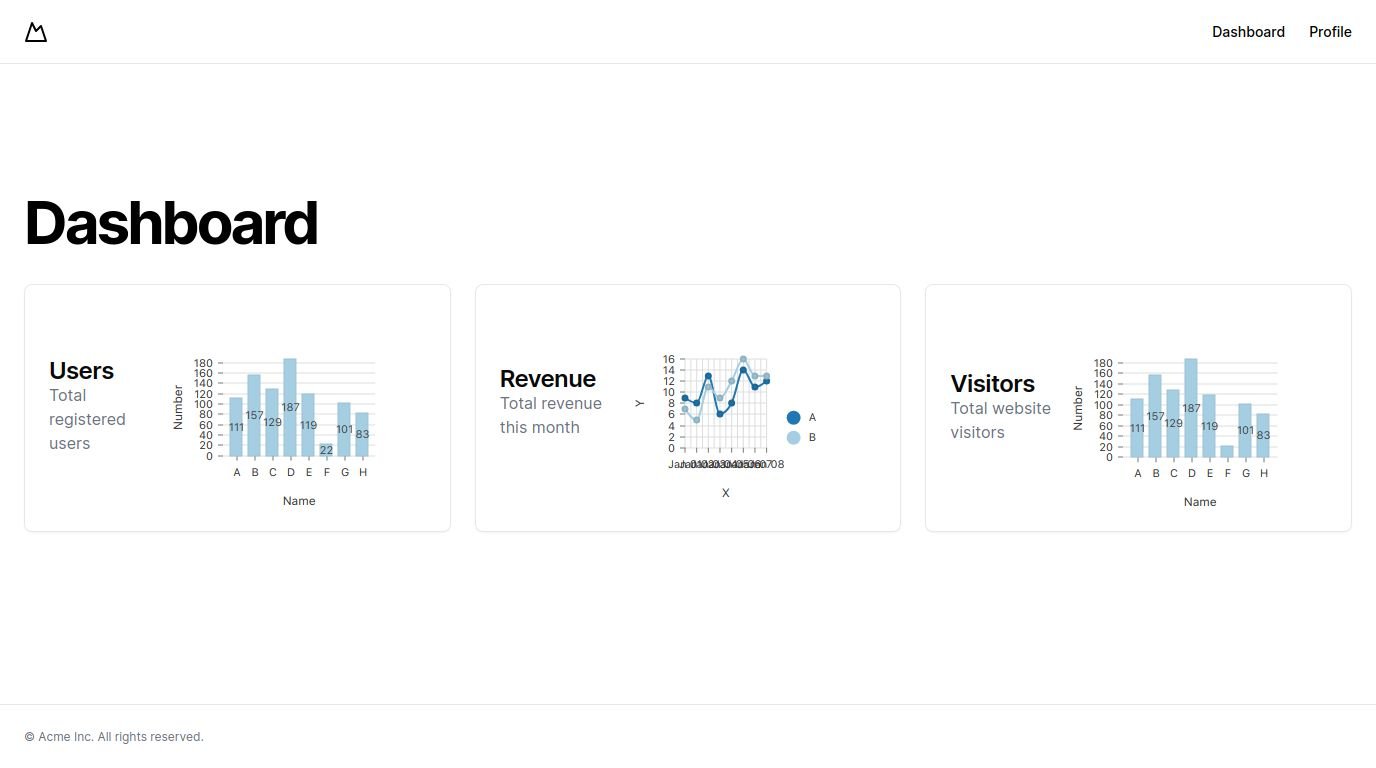 Dashboard
Profile
Dashboard
Users
Total
registered
users
Number
180
160
140
120
100
80
60
40
20
0
111
157
129
187
119
22
101
83
A B C D E F G H
Name
Revenue
Total revenue
this month
Y
16
14
12
10
8
6
4
2
0
X
A
B
Visitors
Total website
visitors
Number
180
160
140
120
100
80
60
40
20
0
111
157
129
187
119
101
83
A B C D E F G H
Name
© Acme Inc. All rights reserved.